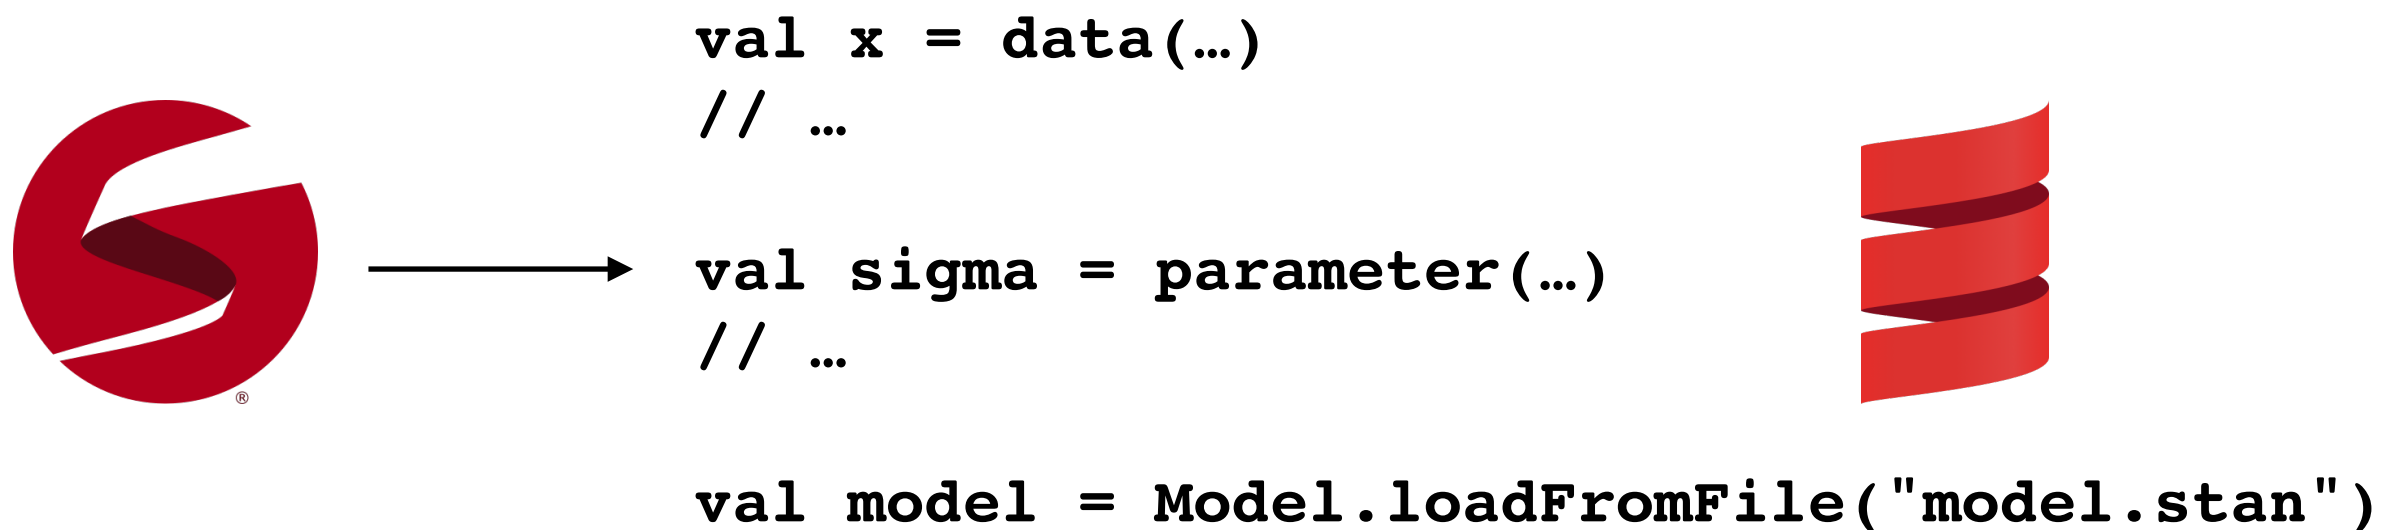 val x = data(…)
// …
val sigma = parameter(…)
// …
®
val model = Model.loadFromFile("model.stan")